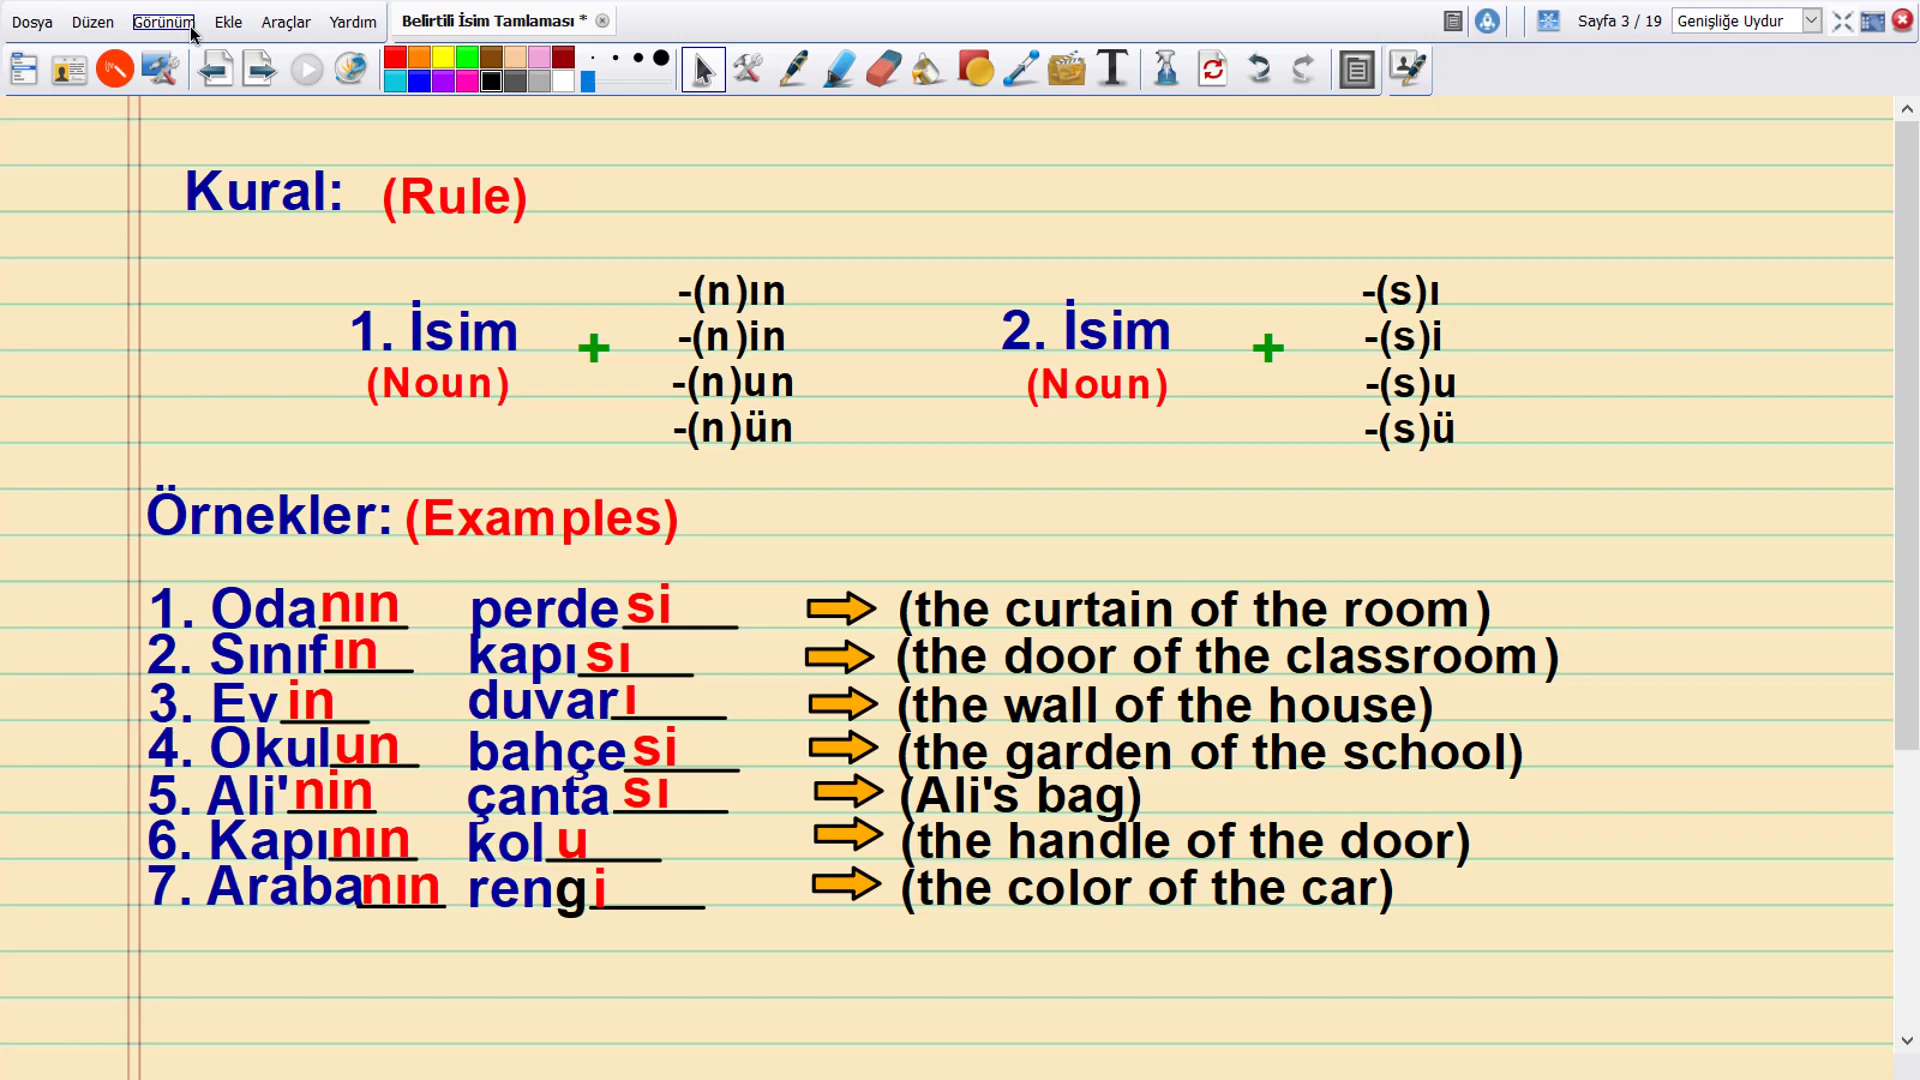 Dosya Düzen Görünüm Ekle Araçlar Yardım Belirtili İsim Tamlaması * Sayfa 3 / 19 Genişliğe Uydur
T
Kural: (Rule)
1. İsim + -(n)ın 2. İsim + -(s)ı
(Noun) -(n)in (Noun) -(s)i
-(n)un -(s)u
-(n)ün -(s)ü
Örnekler: (Examples)
1. Odanın perdesi (the curtain of the room)
2. Sınıfın kapısı (the door of the classroom)
3. Evin duvarı (the wall of the house)
4. Okulun bahçesi (the garden of the school)
5. Ali'nin çantası (Ali's bag)
6. Kapının kolu (the handle of the door)
7. Arabanın rengi (the color of the car)